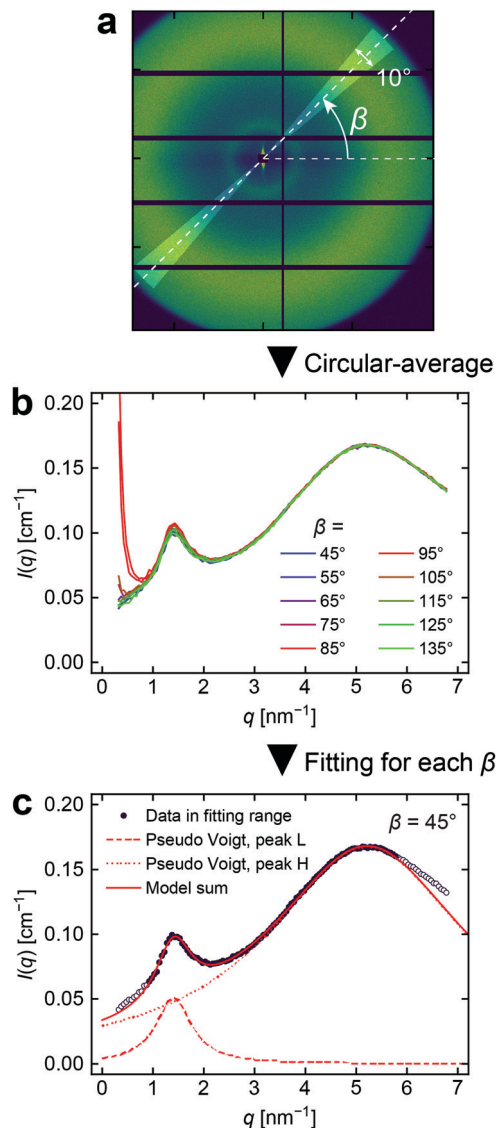 a
10°
β
Circular-average
b
0.20
0.15
0.10
0.05
0.00
I(q) [cm⁻¹]
β =
45° 95°
55° 105°
65° 115°
75° 125°
85° 135°
0 1 2 3 4 5 6 7
q [nm⁻¹]
Fitting for each β
c
Data in fitting range
Pseudo Voigt, peak L
Pseudo Voigt, peak H
Model sum
β = 45°
0.20
0.15
0.10
0.05
0.00
I(q) [cm⁻¹]
0 1 2 3 4 5 6 7
q [nm⁻¹]